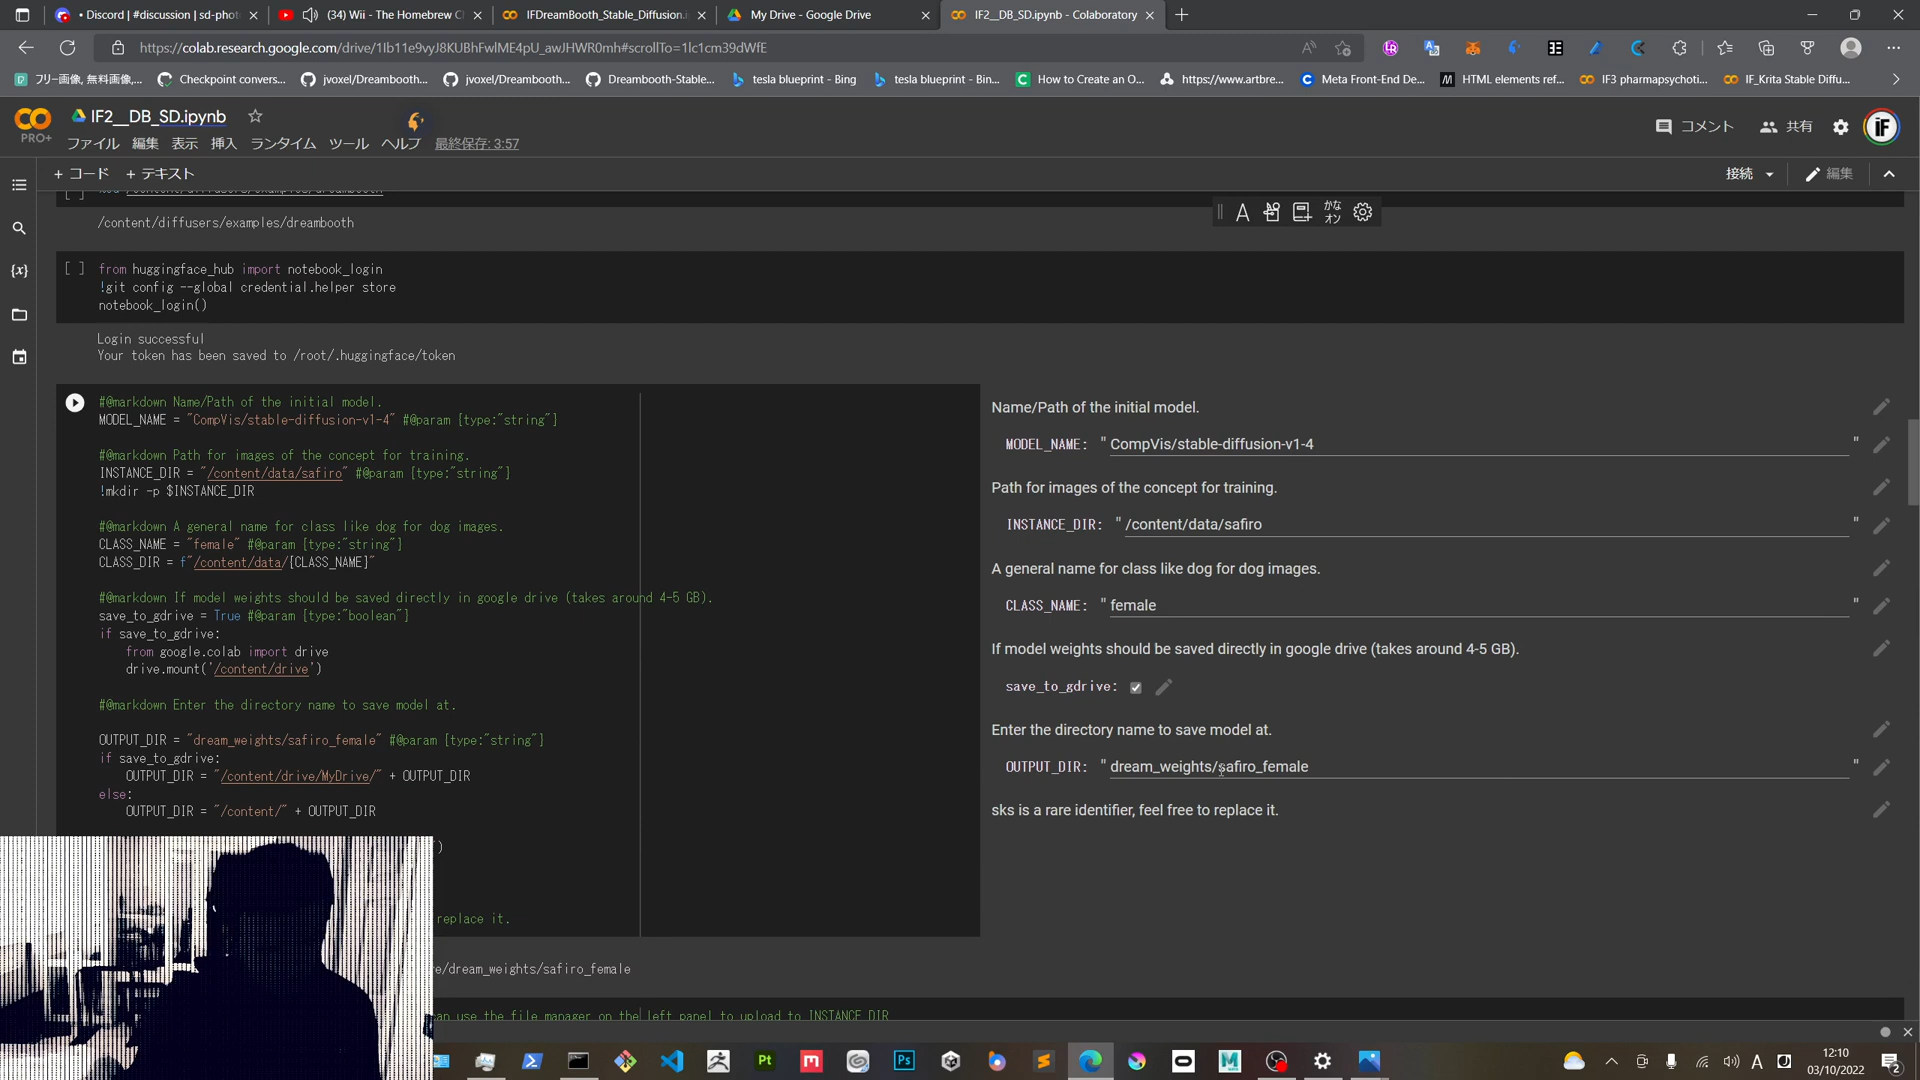 • Discord | #discussion | sd-phot
(34) Wii - The Homebrew C
IFDreamBooth_Stable_Diffusion.i
My Drive - Google Drive
IF2__DB_SD.ipynb - Colaboratory
https://colab.research.google.com/drive/1Ib11e9vyJ8KUBhFwlME4pU_awJHWR0mh#scrollTo=1lc1cm39dWfE
フリー画像, 無料画像,...
Checkpoint convers...
jvoxel/Dreambooth...
jvoxel/Dreambooth...
Dreambooth-Stable...
tesla blueprint - Bing
tesla blueprint - Bin...
How to Create an O...
https://www.artbre...
Meta Front-End De...
HTML elements ref...
IF3 pharmapsychoti...
IF_Krita Stable Diffu...
IF2__DB_SD.ipynb
PRO+
ファイル 編集 表示 挿入 ランタイム ツール ヘルプ 最終保存: 3:57
コメント
共有
+ コード + テキスト
接続
編集
/content/diffusers/examples/dreambooth
[ ] from huggingface_hub import notebook_login
!git config --global credential.helper store
notebook_login()
Login successful
Your token has been saved to /root/.huggingface/token
#@markdown Name/Path of the initial model.
MODEL_NAME = "CompVis/stable-diffusion-v1-4" #@param {type:"string"}
#@markdown Path for images of the concept for training.
INSTANCE_DIR = "/content/data/safiro" #@param {type:"string"}
!mkdir -p $INSTANCE_DIR
#@markdown A general name for class like dog for dog images.
CLASS_NAME = "female" #@param {type:"string"}
CLASS_DIR = f"/content/data/{CLASS_NAME}"
#@markdown If model weights should be saved directly in google drive (takes around 4-5 GB).
save_to_gdrive = True #@param {type:"boolean"}
if save_to_gdrive:
from google.colab import drive
drive.mount('/content/drive')
#@markdown Enter the directory name to save model at.
OUTPUT_DIR = "dream_weights/safiro_female" #@param {type:"string"}
if save_to_gdrive:
OUTPUT_DIR = "/content/drive/MyDrive/" + OUTPUT_DIR
else:
OUTPUT_DIR = "/content/" + OUTPUT_DIR
)
replace it.
Name/Path of the initial model.
MODEL_NAME: " CompVis/stable-diffusion-v1-4 "
Path for images of the concept for training.
INSTANCE_DIR: " /content/data/safiro "
A general name for class like dog for dog images.
CLASS_NAME: " female "
If model weights should be saved directly in google drive (takes around 4-5 GB).
save_to_gdrive:
Enter the directory name to save model at.
OUTPUT_DIR: " dream_weights/safiro_female "
sks is a rare identifier, feel free to replace it.
e/dream_weights/safiro_female
can use the file manager on the left panel to upload to INSTANCE_DIR
12:10
03/10/2022